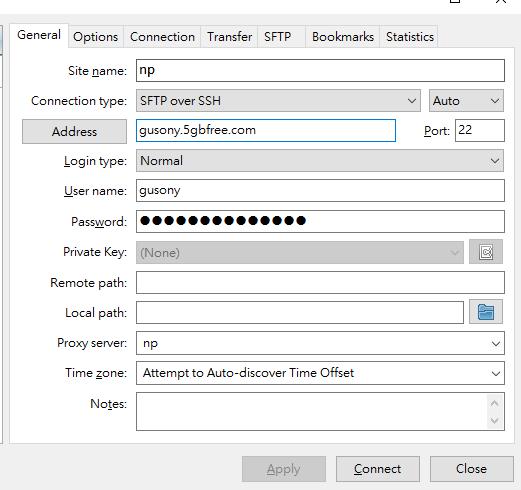 General Options Connection Transfer SFTP Bookmarks Statistics
Site name: np
Connection type: SFTP over SSH Auto
Address gusony.5gbfree.com Port: 22
Login type: Normal
User name: gusony
Password: ●●●●●●●●●●●●●●
Private Key: (None)
Remote path:
Local path:
Proxy server: np
Time zone: Attempt to Auto-discover Time Offset
Notes:
Apply Connect Close